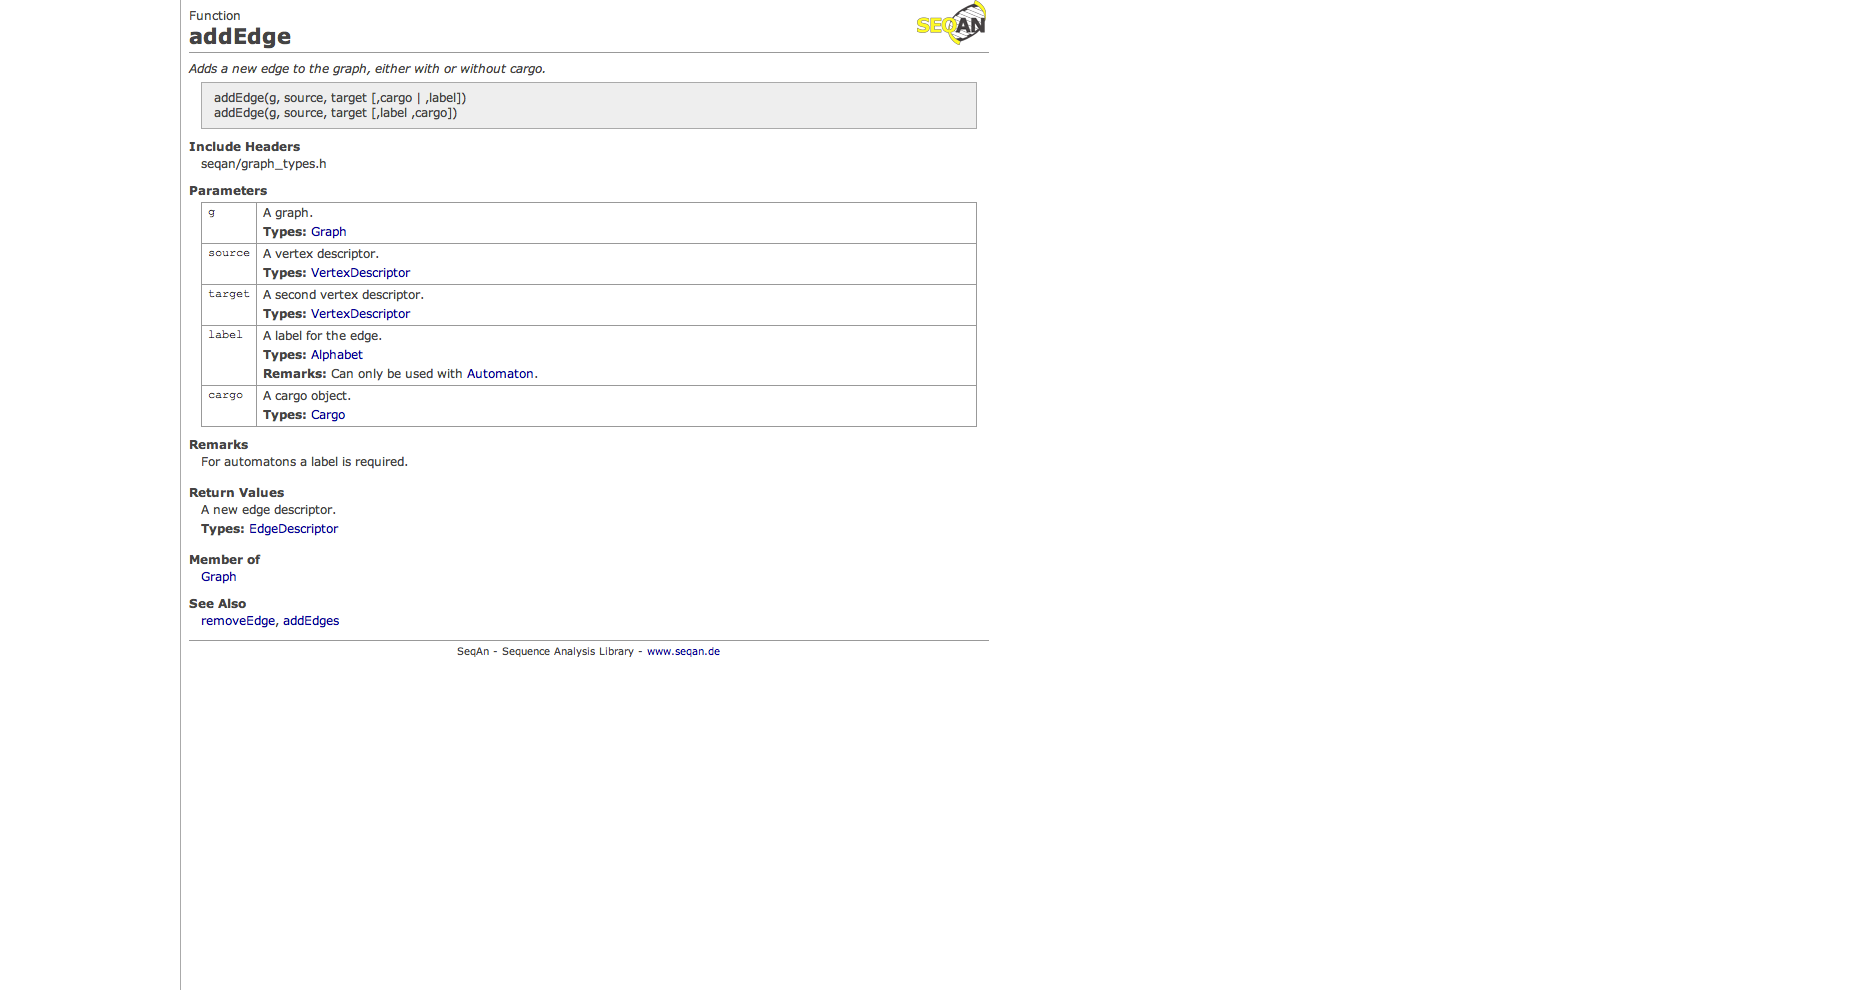 Function
addEdge
SEQAN
Adds a new edge to the graph, either with or without cargo.
addEdge(g, source, target [,cargo | ,label])
addEdge(g, source, target [,label ,cargo])
Include Headers
seqan/graph_types.h
Parameters
g A graph.
Types: Graph
source A vertex descriptor.
Types: VertexDescriptor
target A second vertex descriptor.
Types: VertexDescriptor
label A label for the edge.
Types: Alphabet
Remarks: Can only be used with Automaton.
cargo A cargo object.
Types: Cargo
Remarks
For automatons a label is required.
Return Values
A new edge descriptor.
Types: EdgeDescriptor
Member of
Graph
See Also
removeEdge, addEdges
SeqAn - Sequence Analysis Library - www.seqan.de